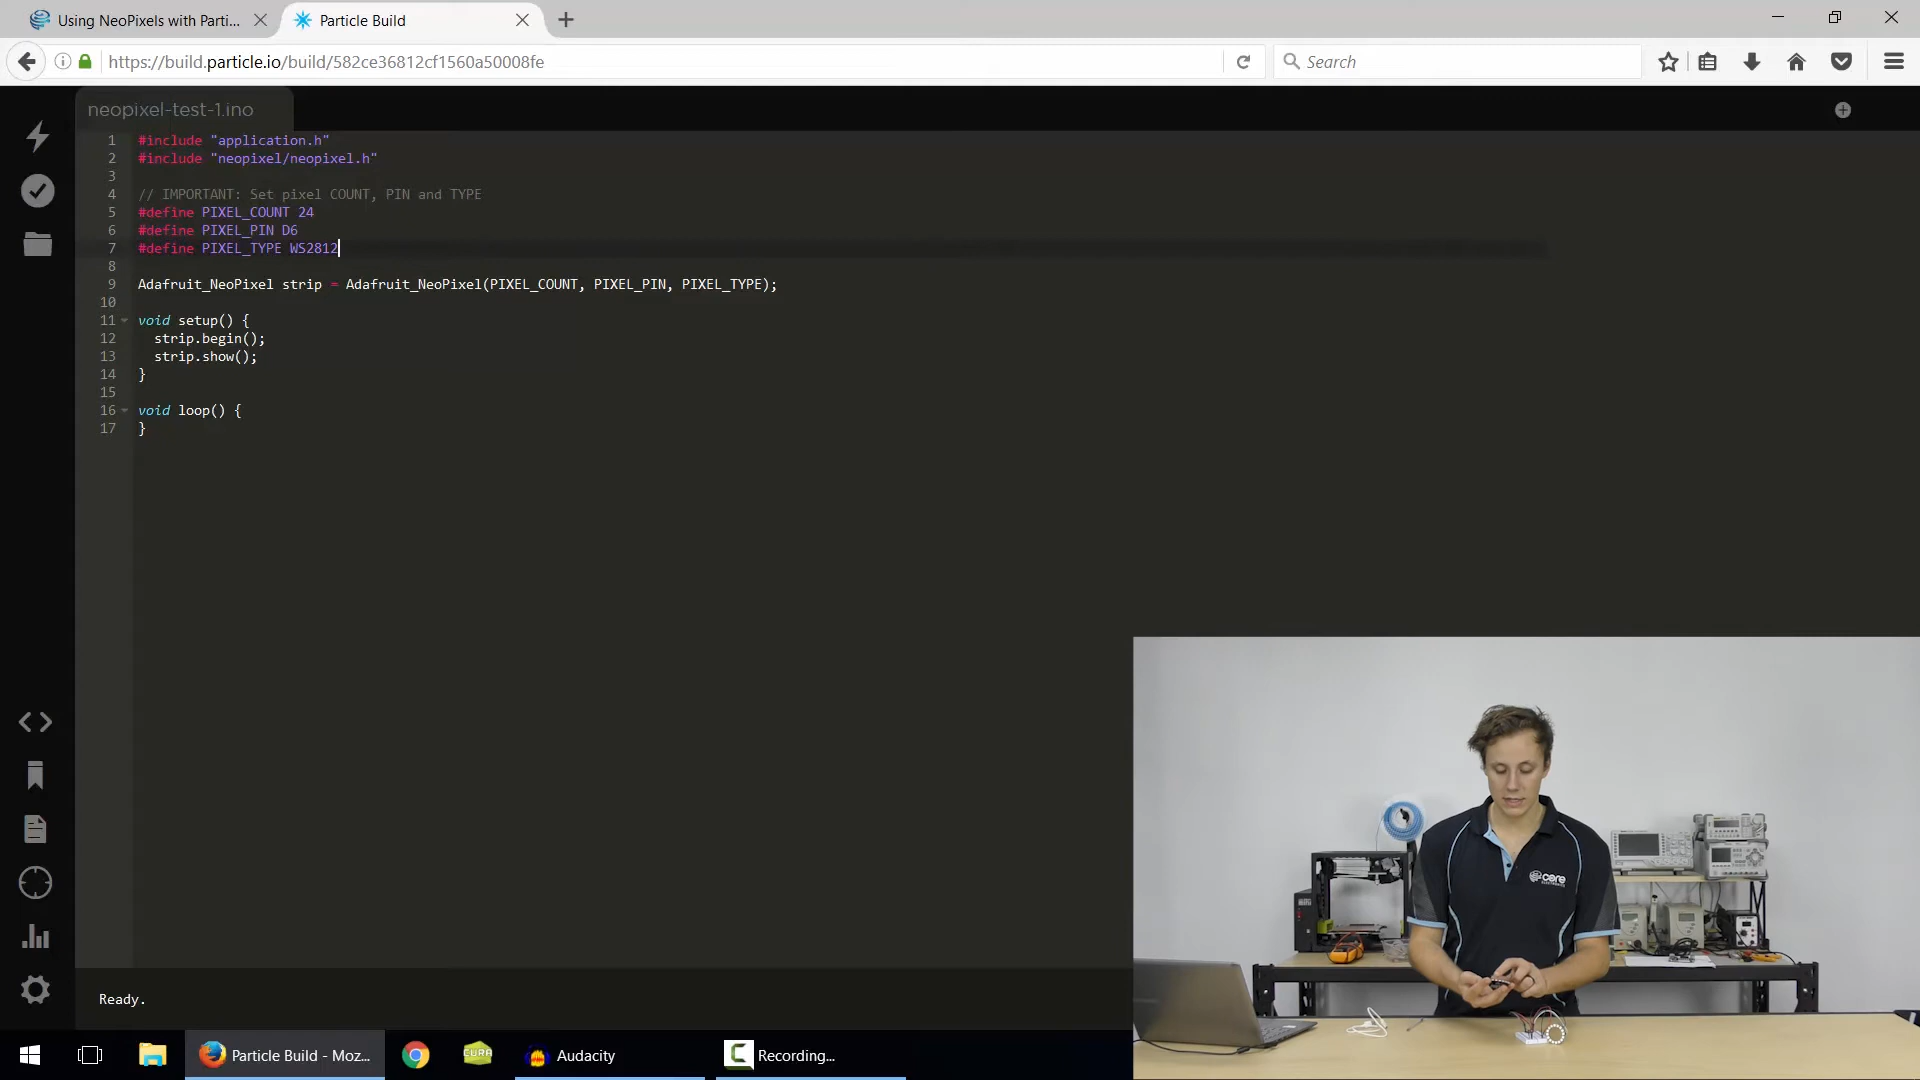 Using NeoPixels with Parti...
Particle Build
https://build.particle.io/build/582ce36812cf1560a50008fe
Search
neopixel-test-1.ino
1 #include "application.h"
2 #include "neopixel/neopixel.h"
3
4 // IMPORTANT: Set pixel COUNT, PIN and TYPE
5 #define PIXEL_COUNT 24
6 #define PIXEL_PIN D6
7 #define PIXEL_TYPE WS2812
8
9 Adafruit_NeoPixel strip = Adafruit_NeoPixel(PIXEL_COUNT, PIXEL_PIN, PIXEL_TYPE);
10
11 void setup() {
12 strip.begin();
13 strip.show();
14 }
15
16 void loop() {
17 }
core
ELECTRONICS
Ready.
Particle Build - Moz...
CURA
Audacity
Recording...